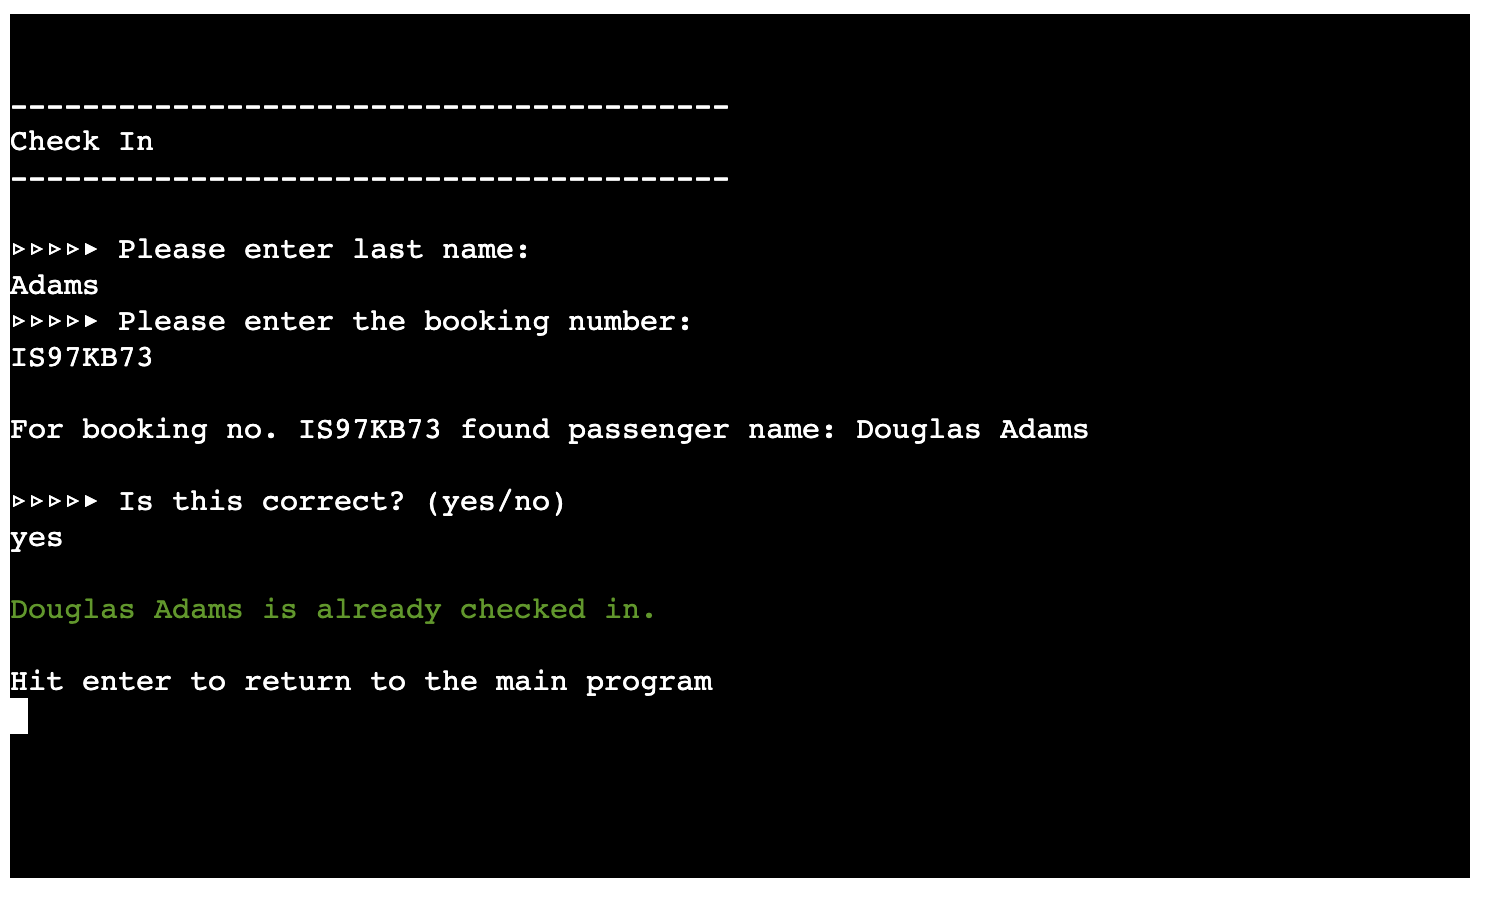 ----------------------------------------
Check In
----------------------------------------
▹▹▹▹▸ Please enter last name:
Adams
▹▹▹▹▸ Please enter the booking number:
IS97KB73
For booking no. IS97KB73 found passenger name: Douglas Adams
▹▹▹▹▸ Is this correct? (yes/no)
yes
Douglas Adams is already checked in.
Hit enter to return to the main program